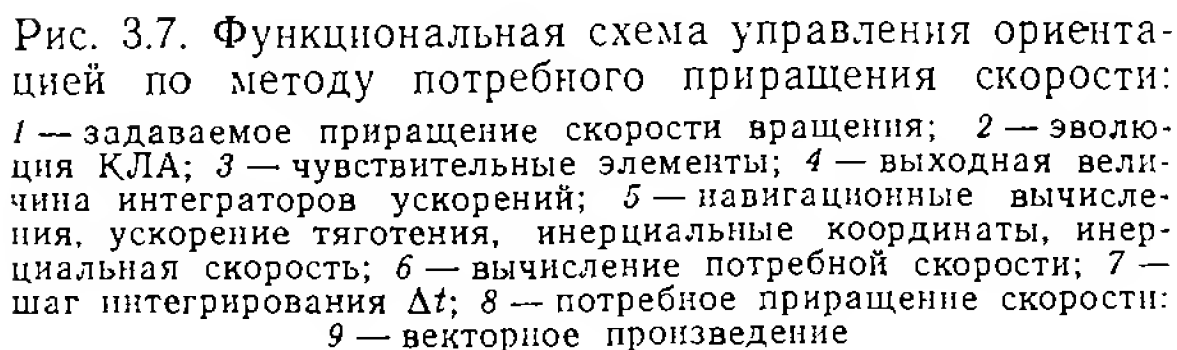 Рис. 3.7. Функциональная схема управления ориента-
цией по методу потребного приращения скорости:
1 — задаваемое приращение скорости вращения; 2 — эволю-
ция КЛА; 3 — чувствительные элементы; 4 — выходная вели-
чина интеграторов ускорений; 5 — навигационные вычисле-
ния, ускорение тяготения, инерциальные координаты, инер-
циальная скорость; 6 — вычисление потребной скорости; 7 —
шаг интегрирования Δt; 8 — потребное приращение скорости:
9 — векторное произведение